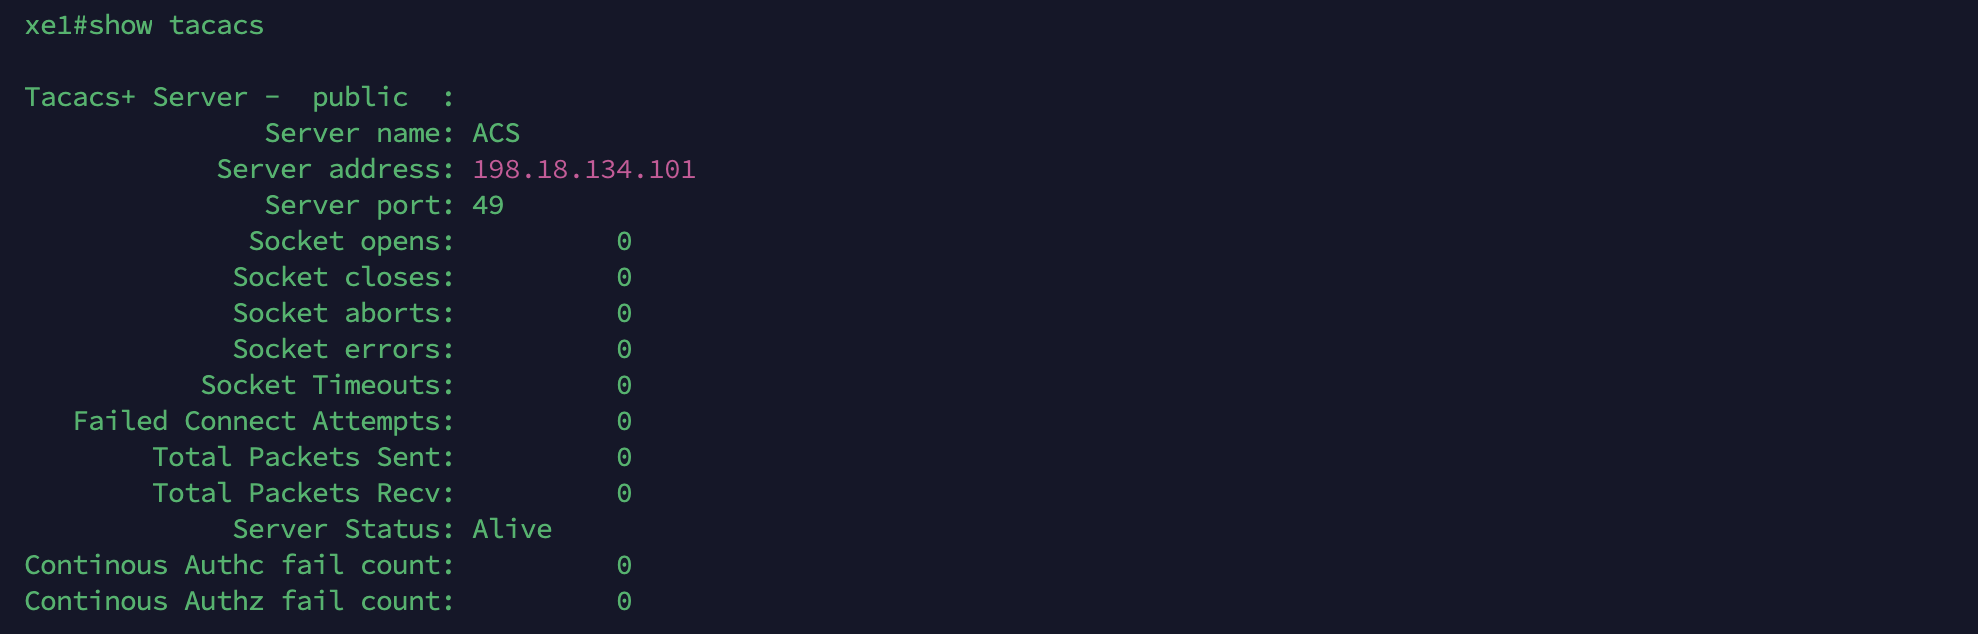 xe1#show tacacs
Tacacs+ Server -  public  :
               Server name: ACS
            Server address: 198.18.134.101
               Server port: 49
              Socket opens:          0
             Socket closes:          0
             Socket aborts:          0
             Socket errors:          0
           Socket Timeouts:          0
   Failed Connect Attempts:          0
        Total Packets Sent:          0
        Total Packets Recv:          0
             Server Status: Alive
Continous Authc fail count:          0
Continous Authz fail count:          0